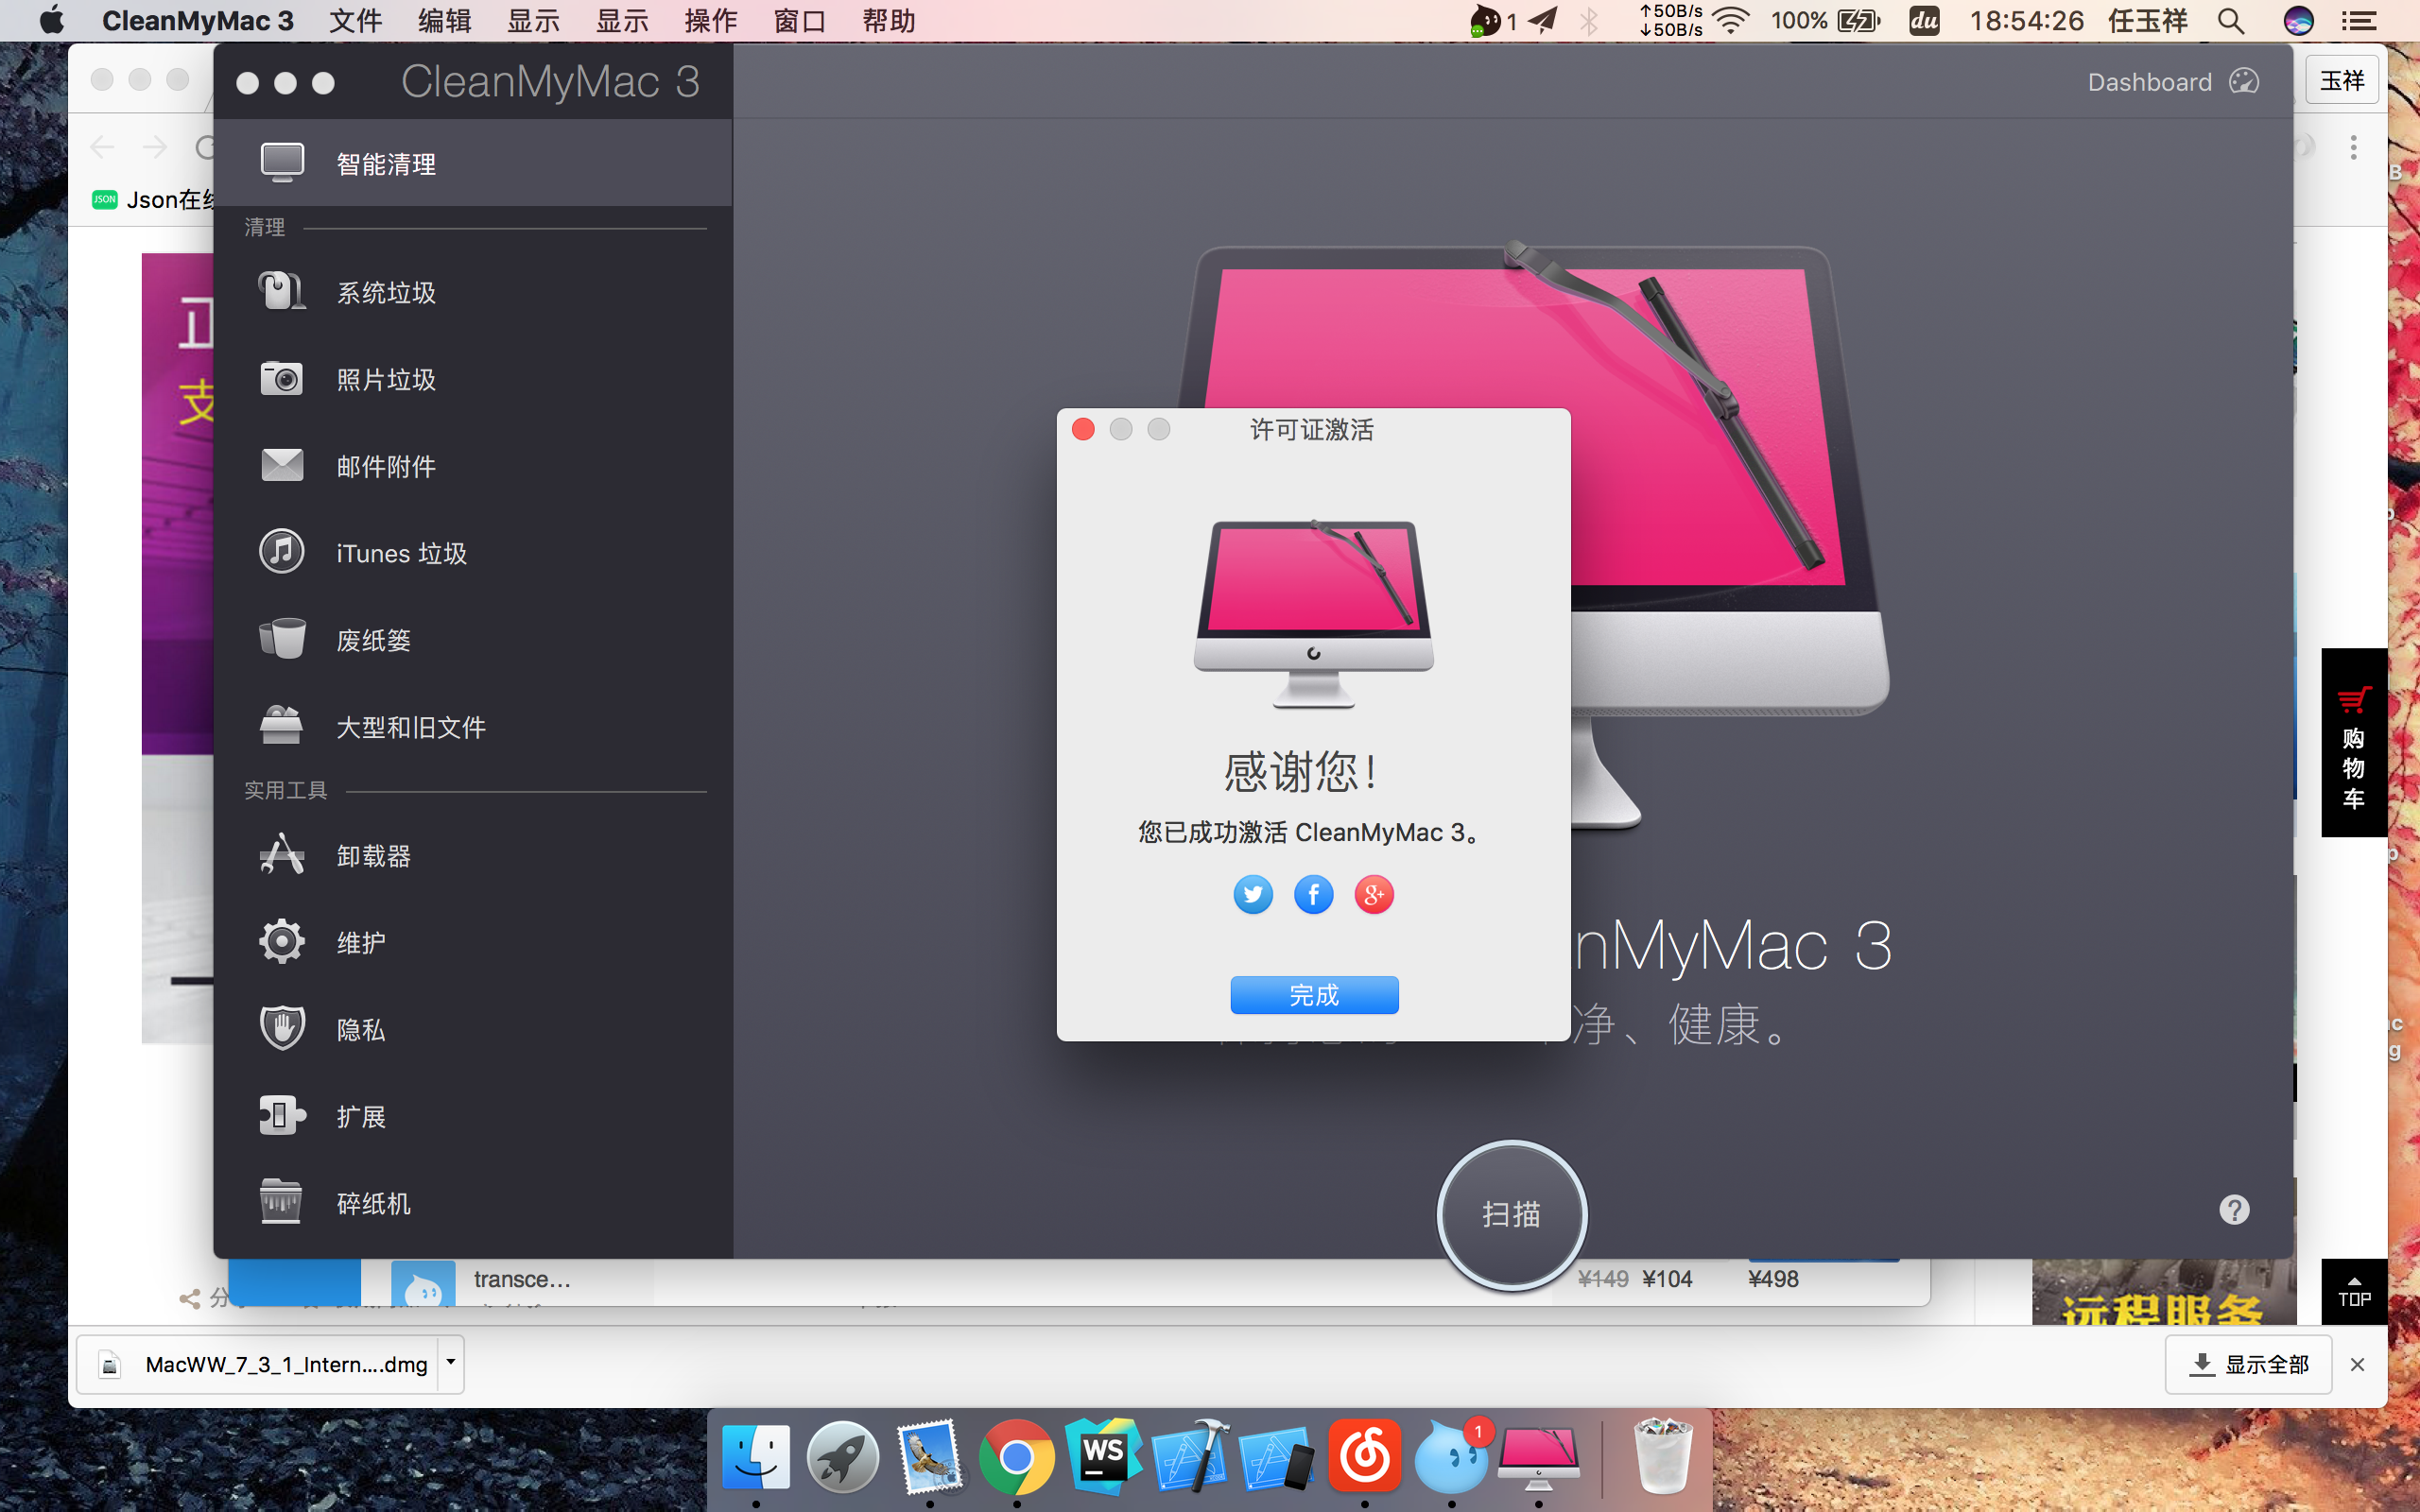 CleanMyMac 3 文件 编辑 显示 显示 操作 窗口 帮助
1 ↑50B/s ↓50B/s 100% du 18:54:26 任玉祥
CleanMyMac 3
Dashboard
玉祥
智能清理
Json在
清理
系统垃圾
照片垃圾
邮件附件
iTunes 垃圾
废纸篓
大型和旧文件
实用工具
卸载器
维护
隐私
扩展
碎纸机
支
许可证激活
感谢您!
您已成功激活 CleanMyMac 3。
完成
nMyMac 3
净、健康。
扫描
?
购物车
TOP
transce...
¥149 ¥104 ¥498
远程服务
MacWW_7_3_1_Intern....dmg
显示全部
WS
1